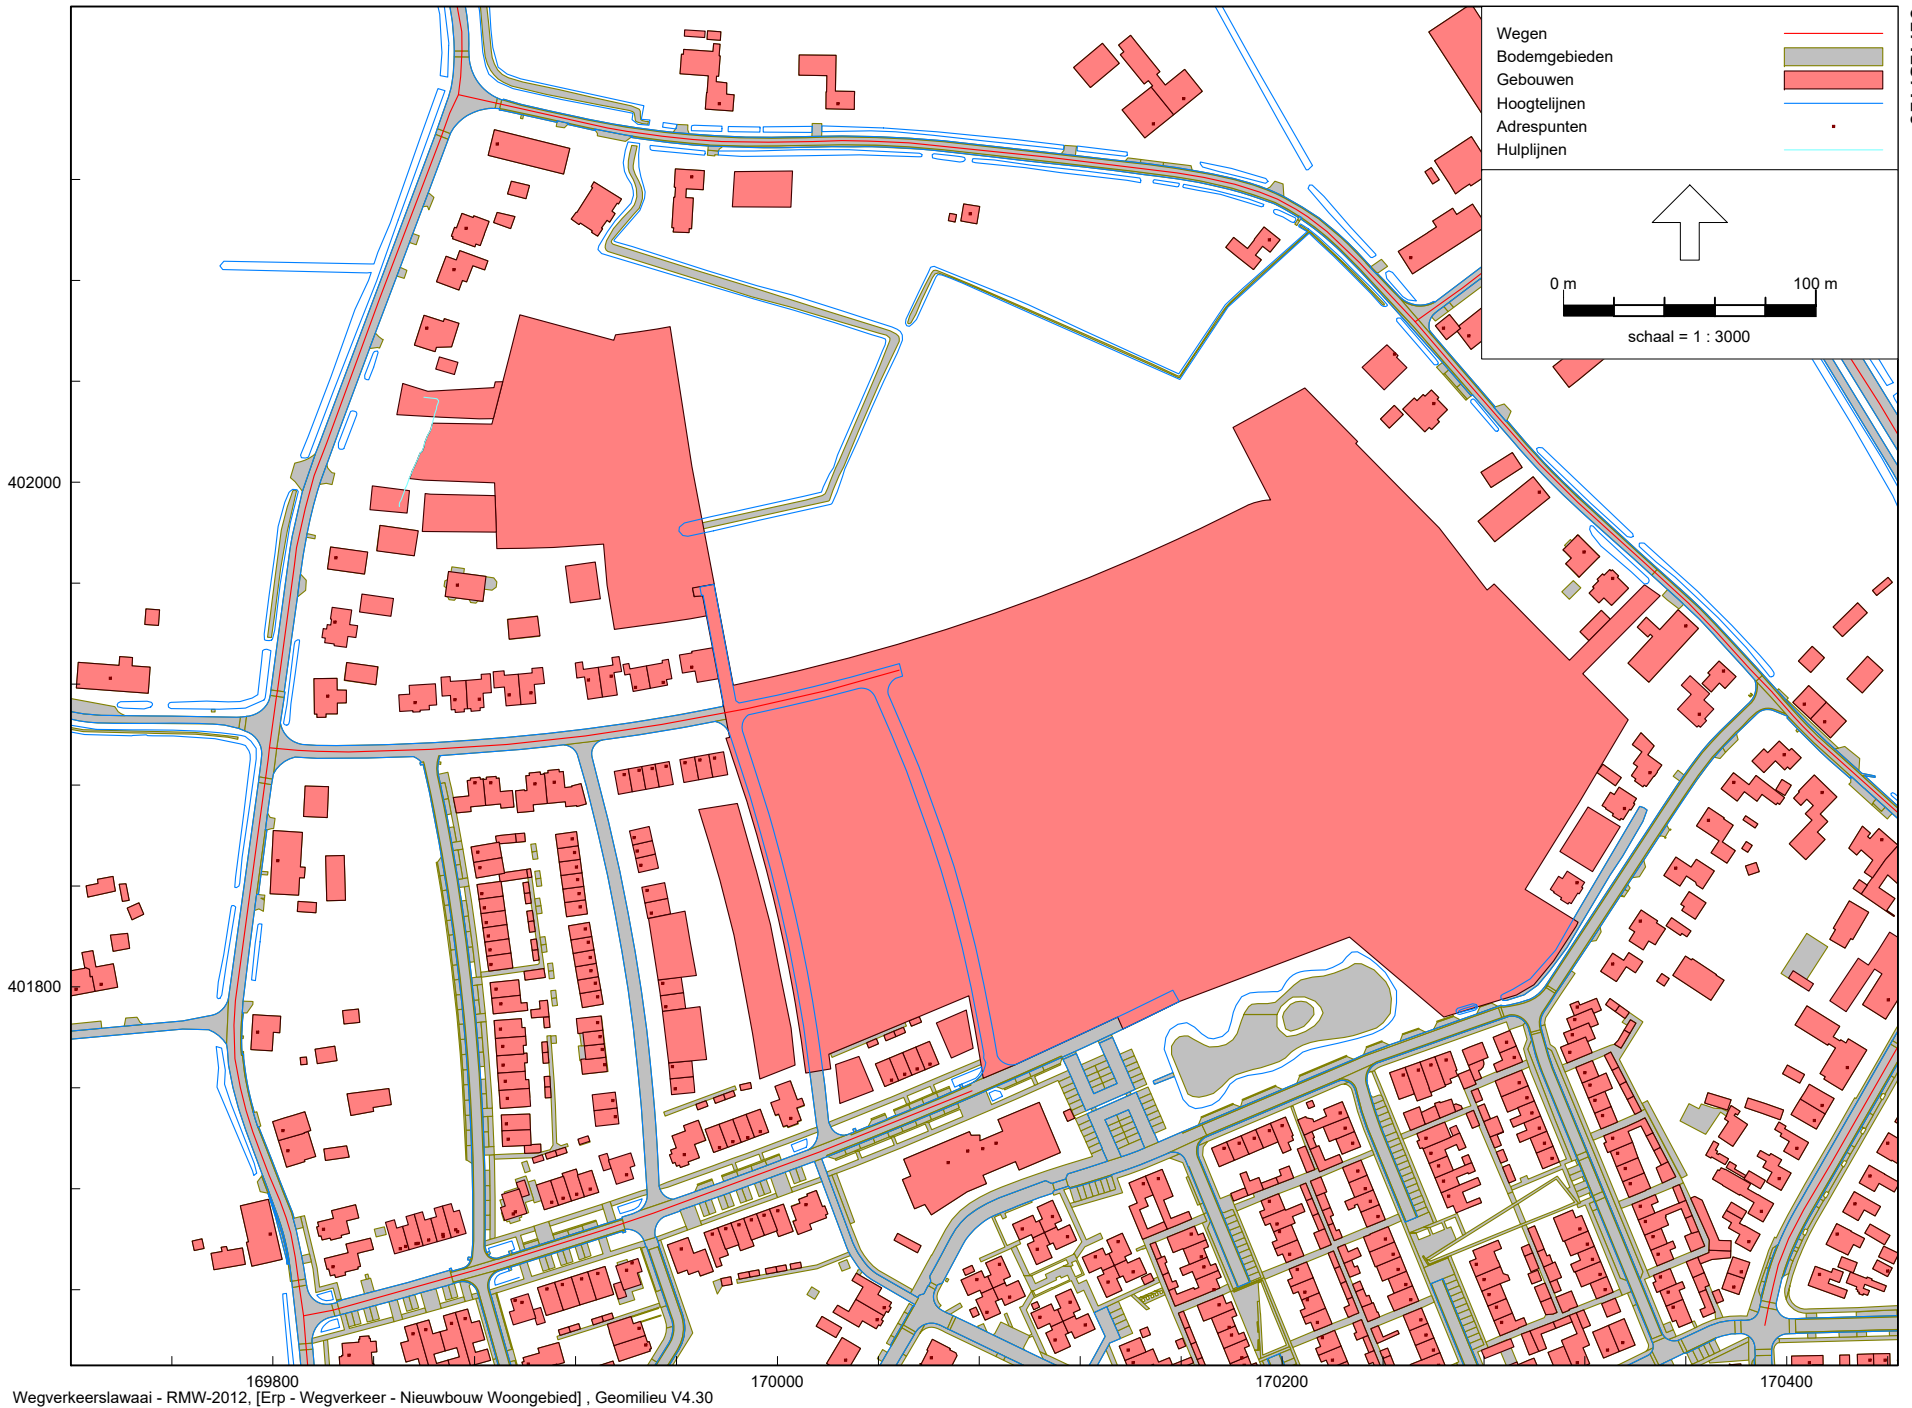 Wegen
Bodemgebieden
Gebouwen
Hoogtelijnen
Adrespunten
Hulplijnen
0 m 100 m
schaal = 1 : 3000
402000
401800
169800 170000 170200 170400
Wegverkeerslawaai - RMW-2012, [Erp - Wegverkeer - Nieuwbouw Woongebied] , Geomilieu V4.30